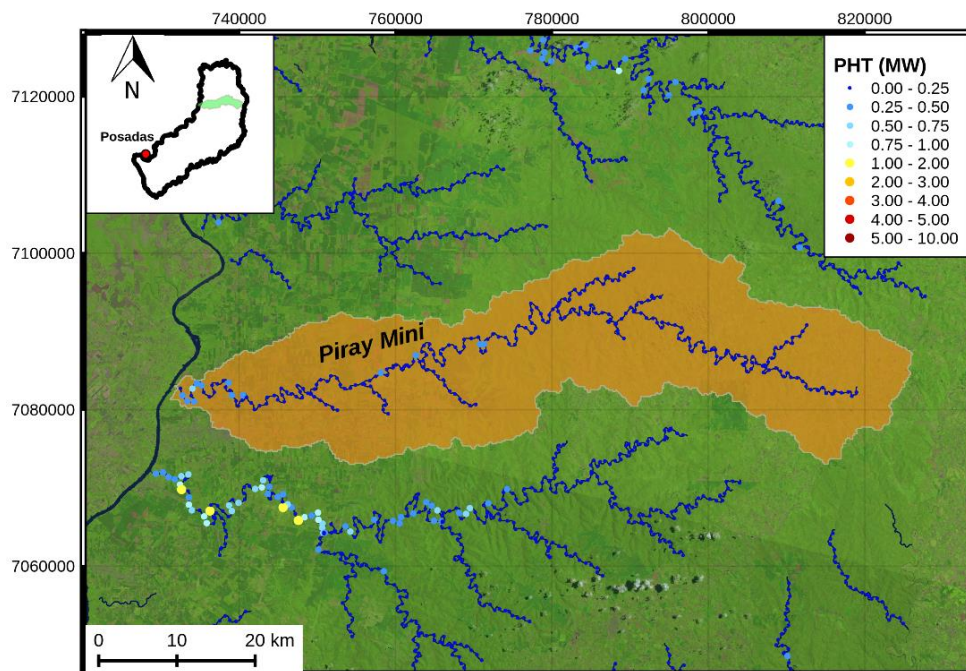 740000 760000 780000 800000 820000
7120000
7100000
7080000
7060000
N
Posadas
PHT (MW)
0.00 - 0.25
0.25 - 0.50
0.50 - 0.75
0.75 - 1.00
1.00 - 2.00
2.00 - 3.00
3.00 - 4.00
4.00 - 5.00
5.00 - 10.00
Piray Mini
0 10 20 km